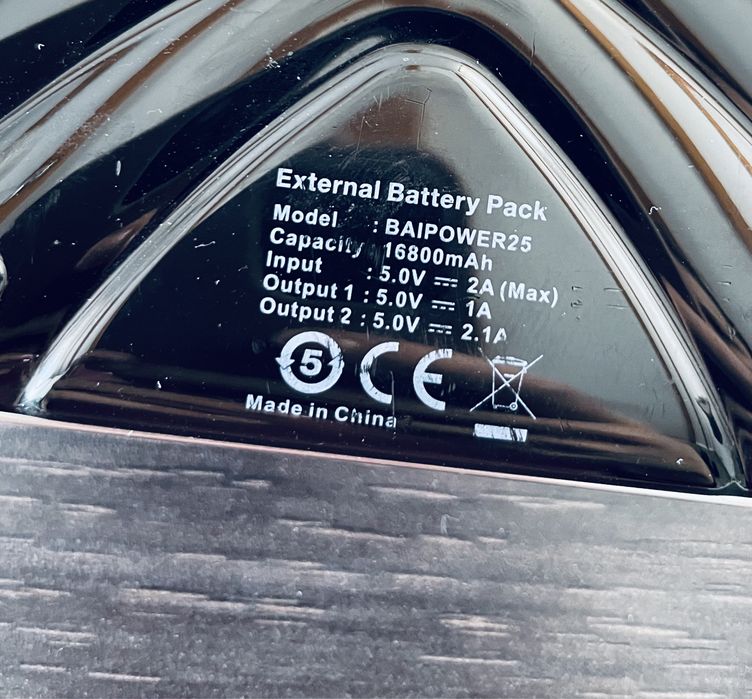 External Battery Pack
Model : BAIPOWER25
Capacity : 16800mAh
Input : 5.0V ⎓ 2A (Max)
Output 1 : 5.0V ⎓ 1A
Output 2 : 5.0V ⎓ 2.1A
5 CE
Made in China